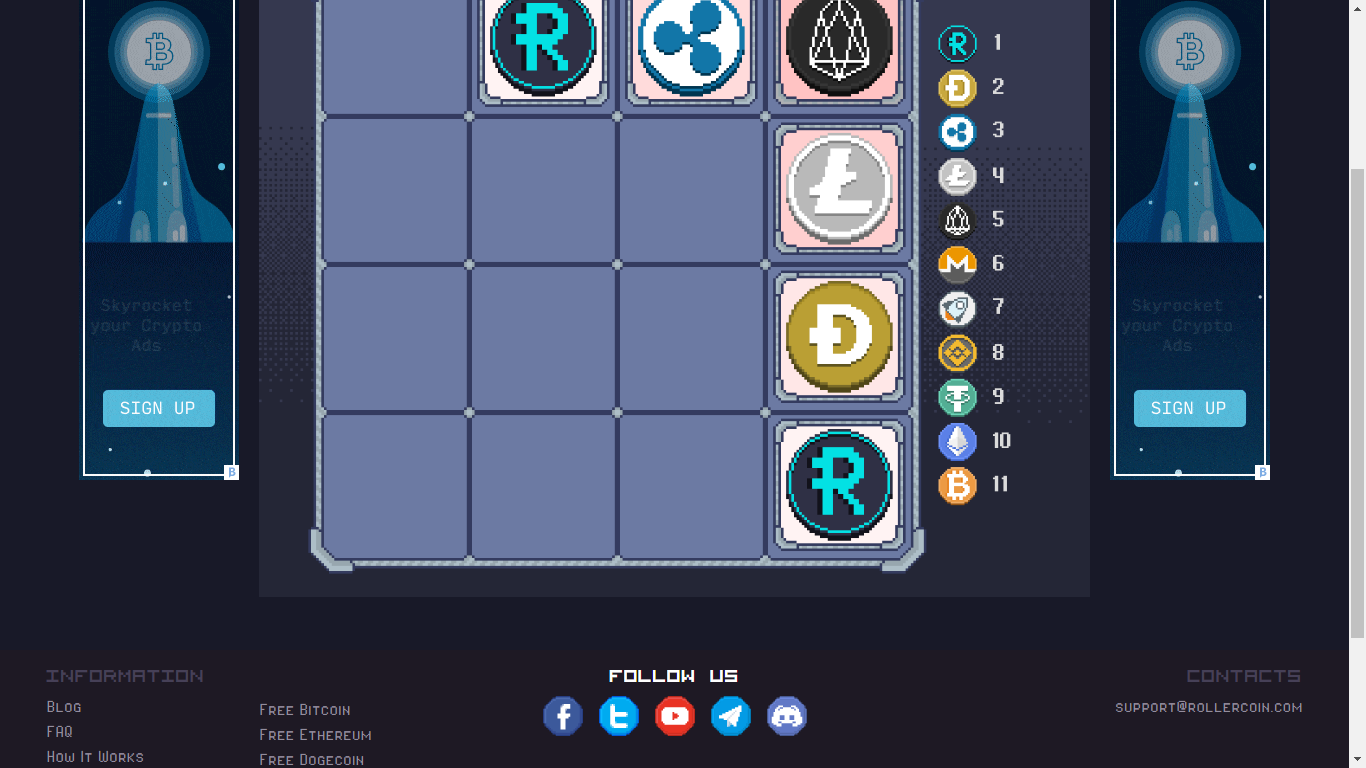 1
2
3
4
5
6
7
8
9
10
11
Skyrocket
your Crypto
Ads
SIGN UP
Skyrocket
your Crypto
Ads
SIGN UP
INFORMATION
Blog
FAQ
How It Works
Free Bitcoin
Free Ethereum
Free Dogecoin
FOLLOW US
CONTACTS
support@rollercoin.com